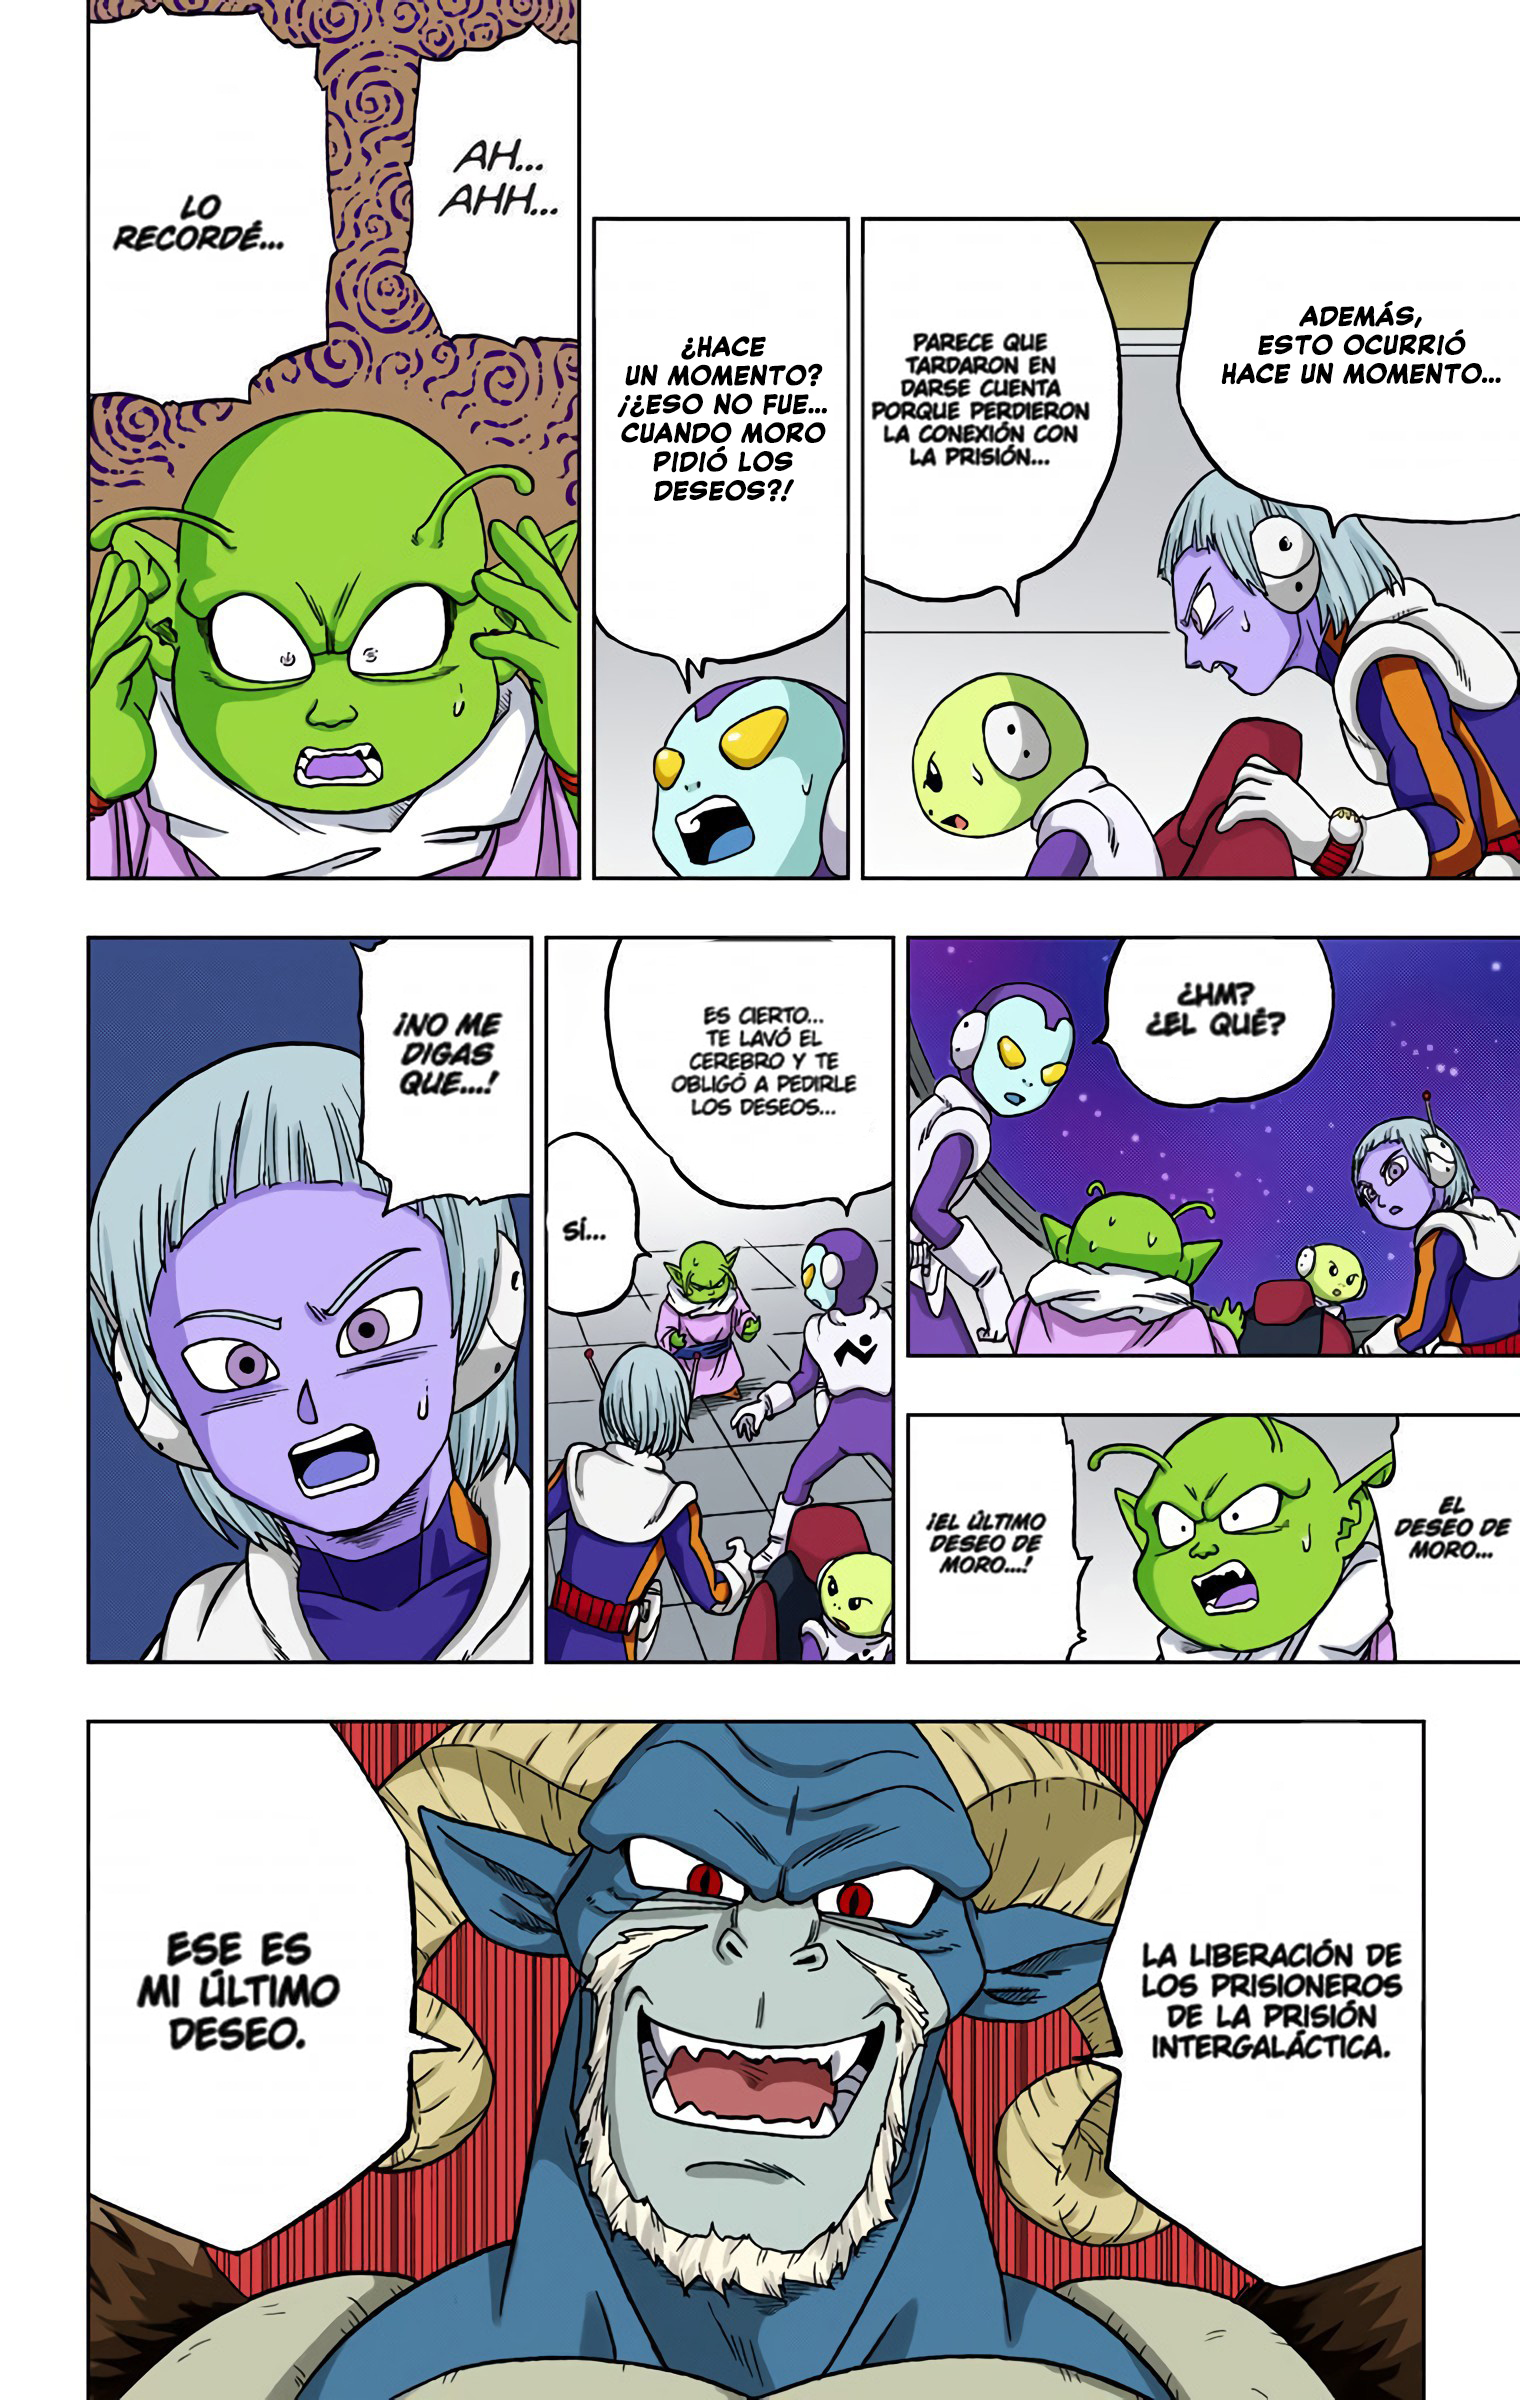 ADEMÁS,
ESTO OCURRIÓ
HACE UN MOMENTO...
PARECE QUE
TARDARON EN
DARSE CUENTA
PORQUE PERDIERON
LA CONEXIÓN CON
LA PRISIÓN...
¿HACE
UN MOMENTO?
¡¿ESO NO FUE...
CUANDO MORO
PIDIÓ LOS
DESEOS?!
AH...
AHH...
LO
RECORDÉ...
¿HM?
¿EL QUÉ?
EL
DESEO DE
MORO...
¡EL ÚLTIMO
DESEO DE
MORO...!
ES CIERTO...
TE LAVÓ EL
CEREBRO Y TE
OBLIGÓ A PEDIRLE
LOS DESEOS...
SÍ...
¡NO ME
DIGAS
QUE...!
LA LIBERACIÓN DE
LOS PRISIONEROS
DE LA PRISIÓN
INTERGALÁCTICA.
ESE ES
MI ÚLTIMO
DESEO.